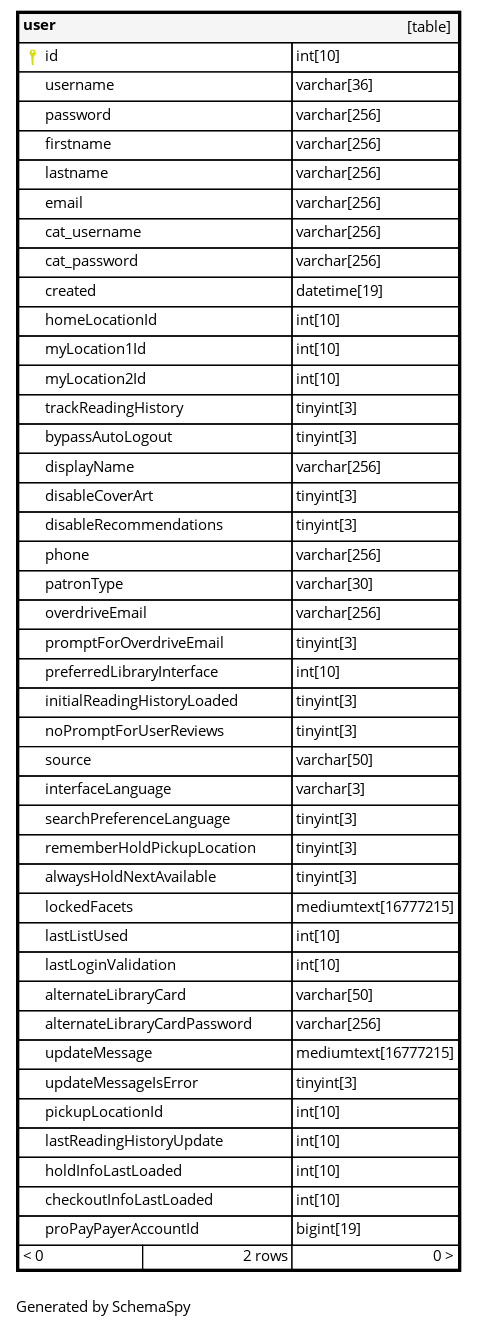 user [table]
id int[10]
username varchar[36]
password varchar[256]
firstname varchar[256]
lastname varchar[256]
email varchar[256]
cat_username varchar[256]
cat_password varchar[256]
created datetime[19]
homeLocationId int[10]
myLocation1Id int[10]
myLocation2Id int[10]
trackReadingHistory tinyint[3]
bypassAutoLogout tinyint[3]
displayName varchar[256]
disableCoverArt tinyint[3]
disableRecommendations tinyint[3]
phone varchar[256]
patronType varchar[30]
overdriveEmail varchar[256]
promptForOverdriveEmail tinyint[3]
preferredLibraryInterface int[10]
initialReadingHistoryLoaded tinyint[3]
noPromptForUserReviews tinyint[3]
source varchar[50]
interfaceLanguage varchar[3]
searchPreferenceLanguage tinyint[3]
rememberHoldPickupLocation tinyint[3]
alwaysHoldNextAvailable tinyint[3]
lockedFacets mediumtext[16777215]
lastListUsed int[10]
lastLoginValidation int[10]
alternateLibraryCard varchar[50]
alternateLibraryCardPassword varchar[256]
updateMessage mediumtext[16777215]
updateMessageIsError tinyint[3]
pickupLocationId int[10]
lastReadingHistoryUpdate int[10]
holdInfoLastLoaded int[10]
checkoutInfoLastLoaded int[10]
proPayPayerAccountId bigint[19]
< 0 2 rows 0 >
Generated by SchemaSpy